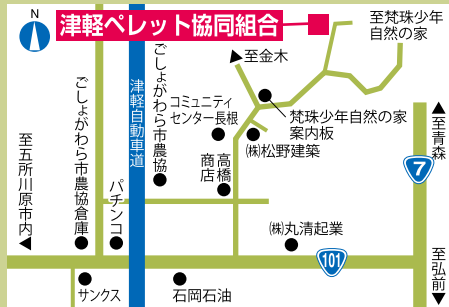 N
津軽ペレット協同組合
至梵珠少年
自然の家
至金木
ごしょがわら市農協
津軽自動車道
コミュニティ
センター長根
梵珠少年自然の家
案内板
㈱松野建築
高橋
商店
至青森
7
ごしょがわら市農協倉庫
至五所川原市内
パチンコ
㈱丸清起業
101
至弘前
サンクス
石岡石油